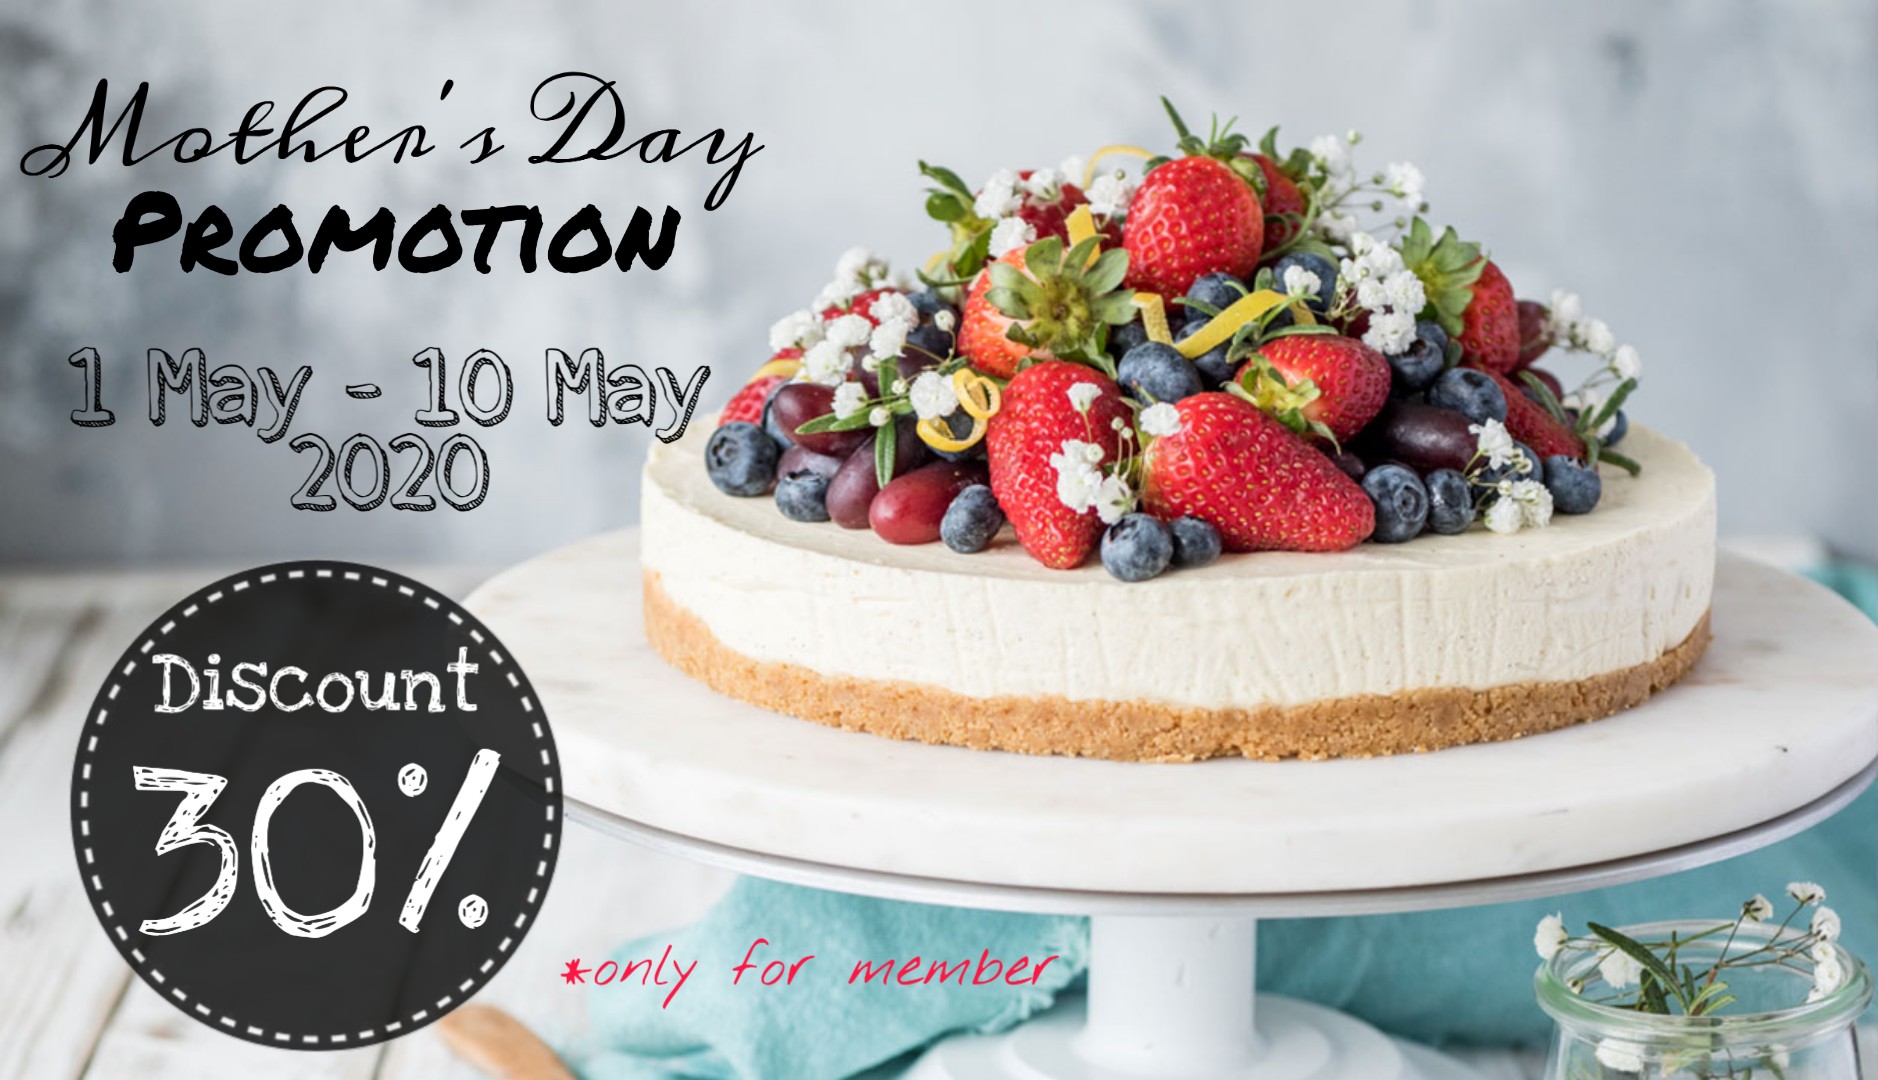 Mother's Day
PROMOTION
1 May - 10 May
2020
Discount
30%
*only for member